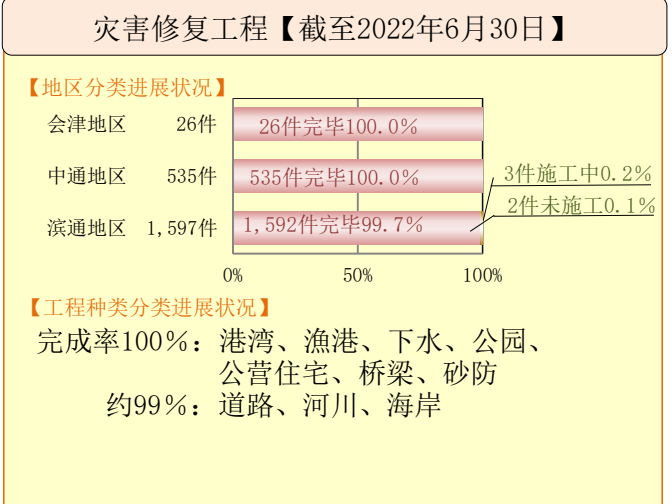 灾害修复工程【截至2022年6月30日】
【地区分类进展状况】
会津地区 26件 26件完毕100.0%
中通地区 535件 535件完毕100.0%
3件施工中0.2%
2件未施工0.1%
滨通地区 1,597件 1,592件完毕99.7%
0% 50% 100%
【工程种类分类进展状况】
完成率100%：港湾、漁港、下水、公园、
公营住宅、桥梁、砂防
约99%：道路、河川、海岸